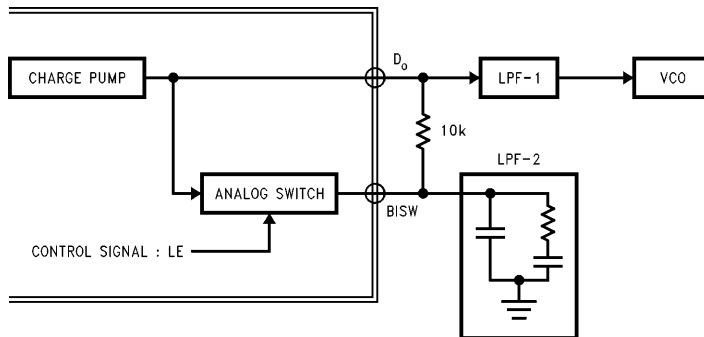 CHARGE PUMP
Do
LPF-1
VCO
10k
LPF-2
ANALOG SWITCH
BISW
CONTROL SIGNAL : LE